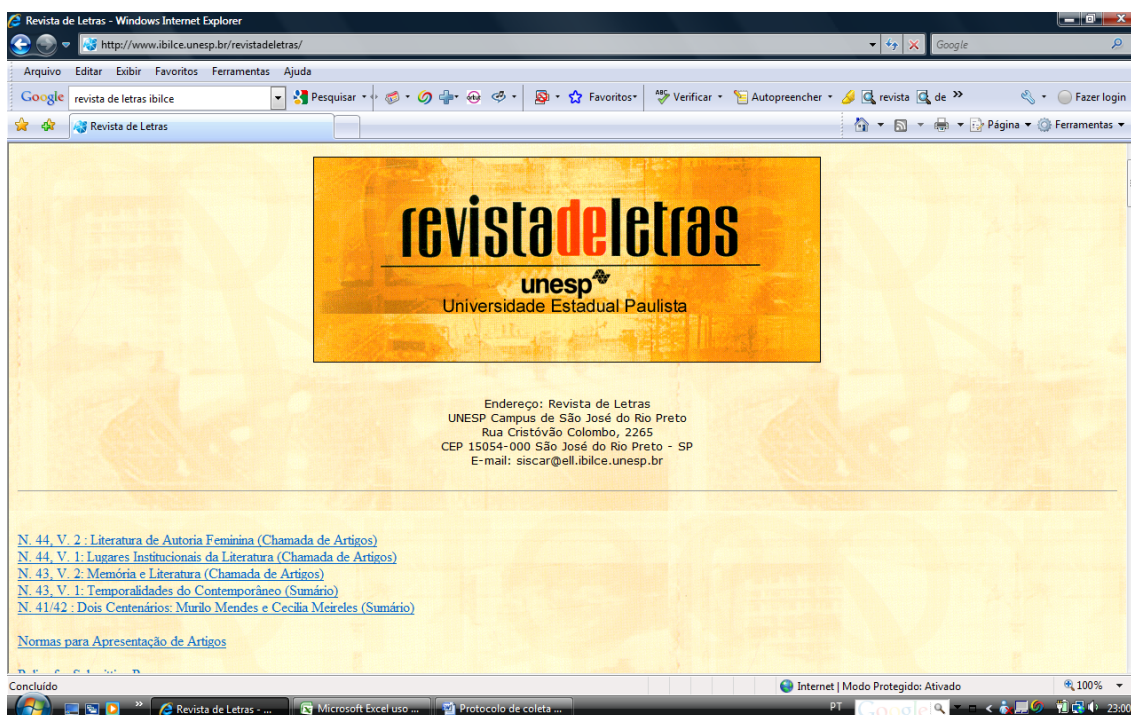 Revista de Letras - Windows Internet Explorer
http://www.ibilce.unesp.br/revistadeletras/
Google
Arquivo Editar Exibir Favoritos Ferramentas Ajuda
Google revista de letras ibilce Pesquisar Favoritos Verificar Autopreencher revista de Fazer login
Revista de Letras Página Ferramentas
revistadeletras
unesp
Universidade Estadual Paulista
Endereço: Revista de Letras
UNESP Campus de São José do Rio Preto
Rua Cristóvão Colombo, 2265
CEP 15054-000 São José do Rio Preto - SP
E-mail: siscar@ell.ibilce.unesp.br
N. 44, V. 2 : Literatura de Autoria Feminina (Chamada de Artigos)
N. 44, V. 1: Lugares Institucionais da Literatura (Chamada de Artigos)
N. 43, V. 2: Memória e Literatura (Chamada de Artigos)
N. 43, V. 1: Temporalidades do Contemporâneo (Sumário)
N. 41/42 : Dois Centenários: Murilo Mendes e Cecília Meireles (Sumário)
Normas para Apresentação de Artigos
Concluído Internet | Modo Protegido: Ativado 100%
Revista de Letras - ... Microsoft Excel uso ... Protocolo de coleta ... PT Google 23:00